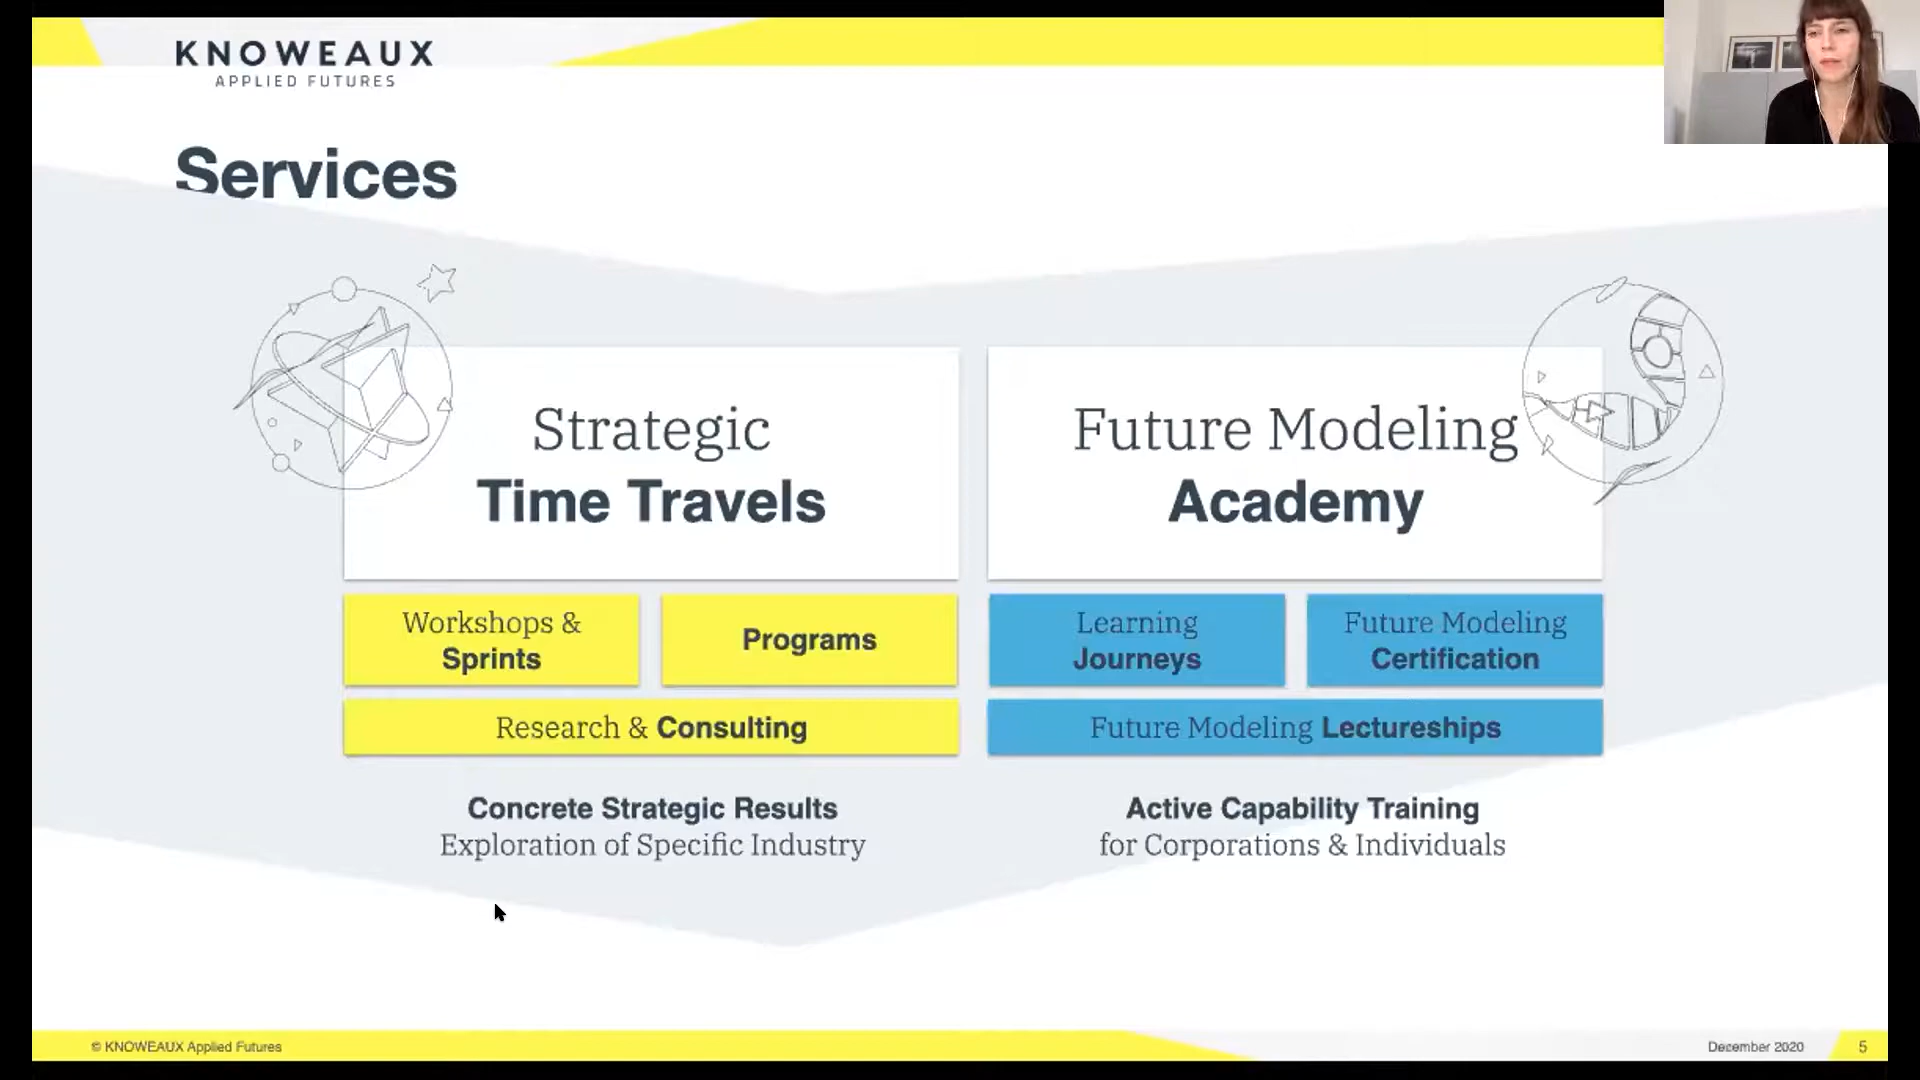 KNOWEAUX
APPLIED FUTURES
Services
Strategic
Time Travels
Workshops &
Sprints
Programs
Research & Consulting
Concrete Strategic Results
Exploration of Specific Industry
Future Modeling
Academy
Learning
Journeys
Future Modeling
Certification
Future Modeling Lectureships
Active Capability Training
for Corporations & Individuals
© KNOWEAUX Applied Futures
December 2020
5